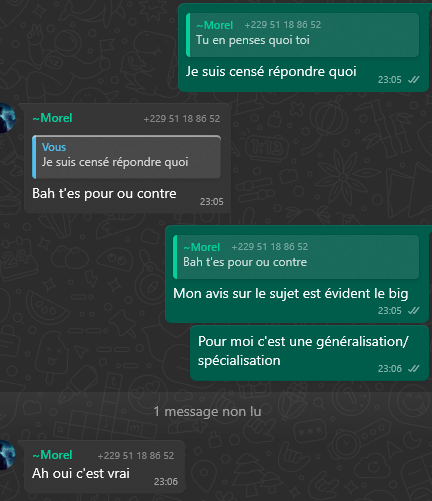 ~Morel +229 51 18 86 52
Tu en penses quoi toi
Je suis censé répondre quoi
23:05
~Morel +229 51 18 86 52
Vous
Je suis censé répondre quoi
Bah t'es pour ou contre
23:05
~Morel +229 51 18 86 52
Bah t'es pour ou contre
Mon avis sur le sujet est évident le big
23:05
Pour moi c'est une généralisation/
spécialisation
23:06
1 message non lu
~Morel +229 51 18 86 52
Ah oui c'est vrai
23:06